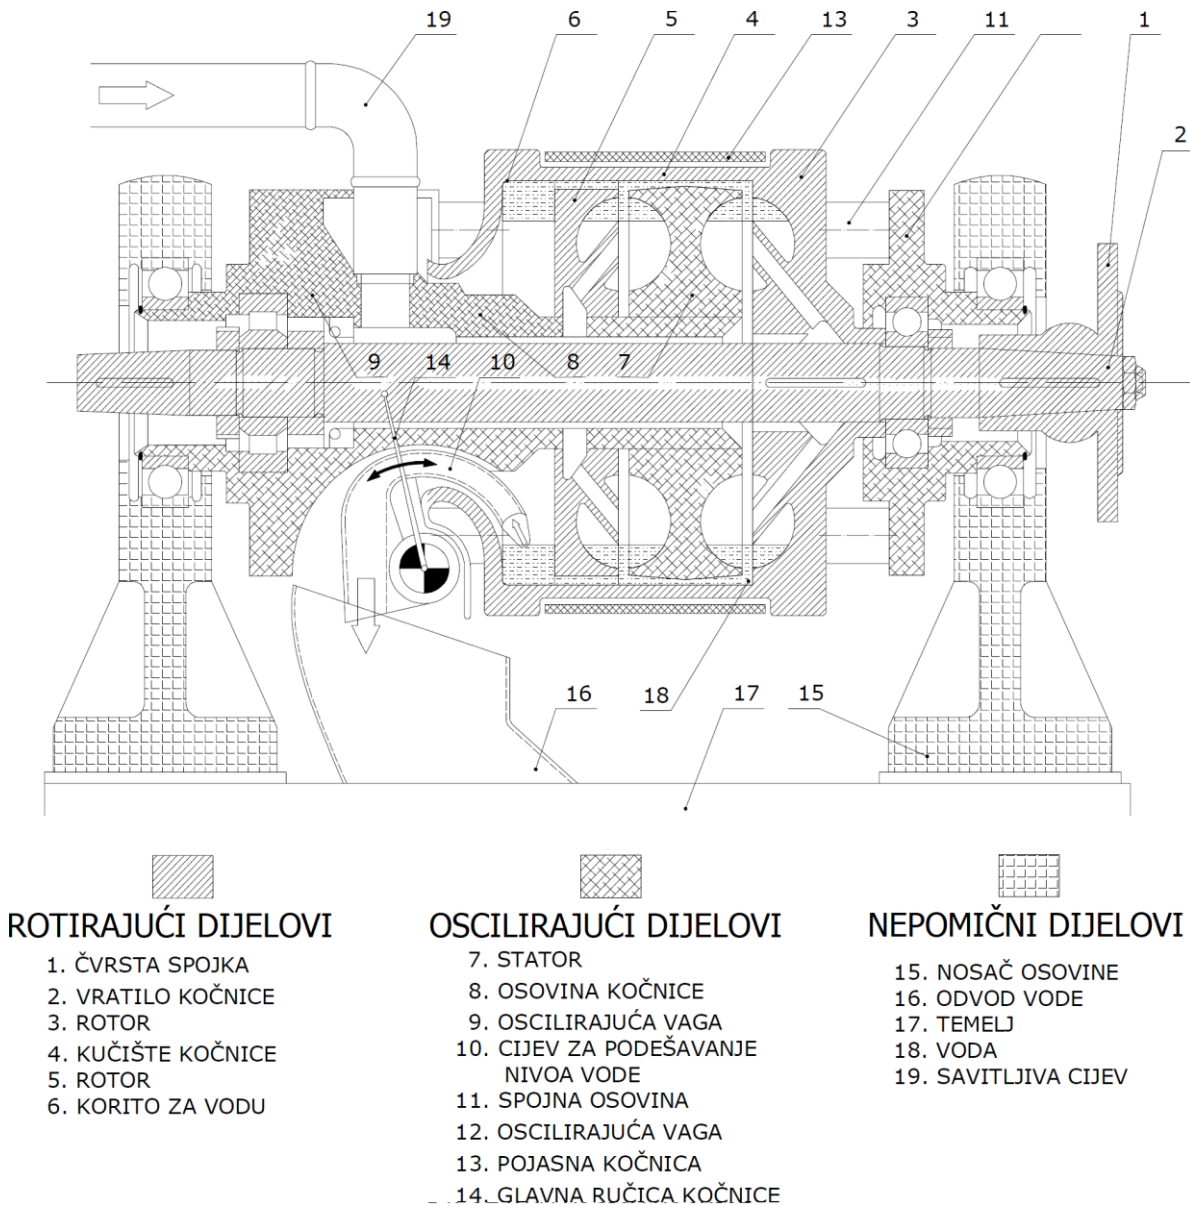 19 6 5 4 13 3 11 1
2
9 14 10 8 7
16 18 17 15
ROTIRAJUĆI DIJELOVI
1. ČVRSTA SPOJKA
2. VRATILO KOČNICE
3. ROTOR
4. KUČIŠTE KOČNICE
5. ROTOR
6. KORITO ZA VODU
OSCILIRAJUĆI DIJELOVI
7. STATOR
8. OSOVINA KOČNICE
9. OSCILIRAJUĆA VAGA
10. CIJEV ZA PODEŠAVANJE
NIVOA VODE
11. SPOJNA OSOVINA
12. OSCILIRAJUĆA VAGA
13. POJASNA KOČNICA
14. GLAVNA RUČICA KOČNICE
NEPOMIČNI DIJELOVI
15. NOSAČ OSOVINE
16. ODVOD VODE
17. TEMELJ
18. VODA
19. SAVITLJIVA CIJEV